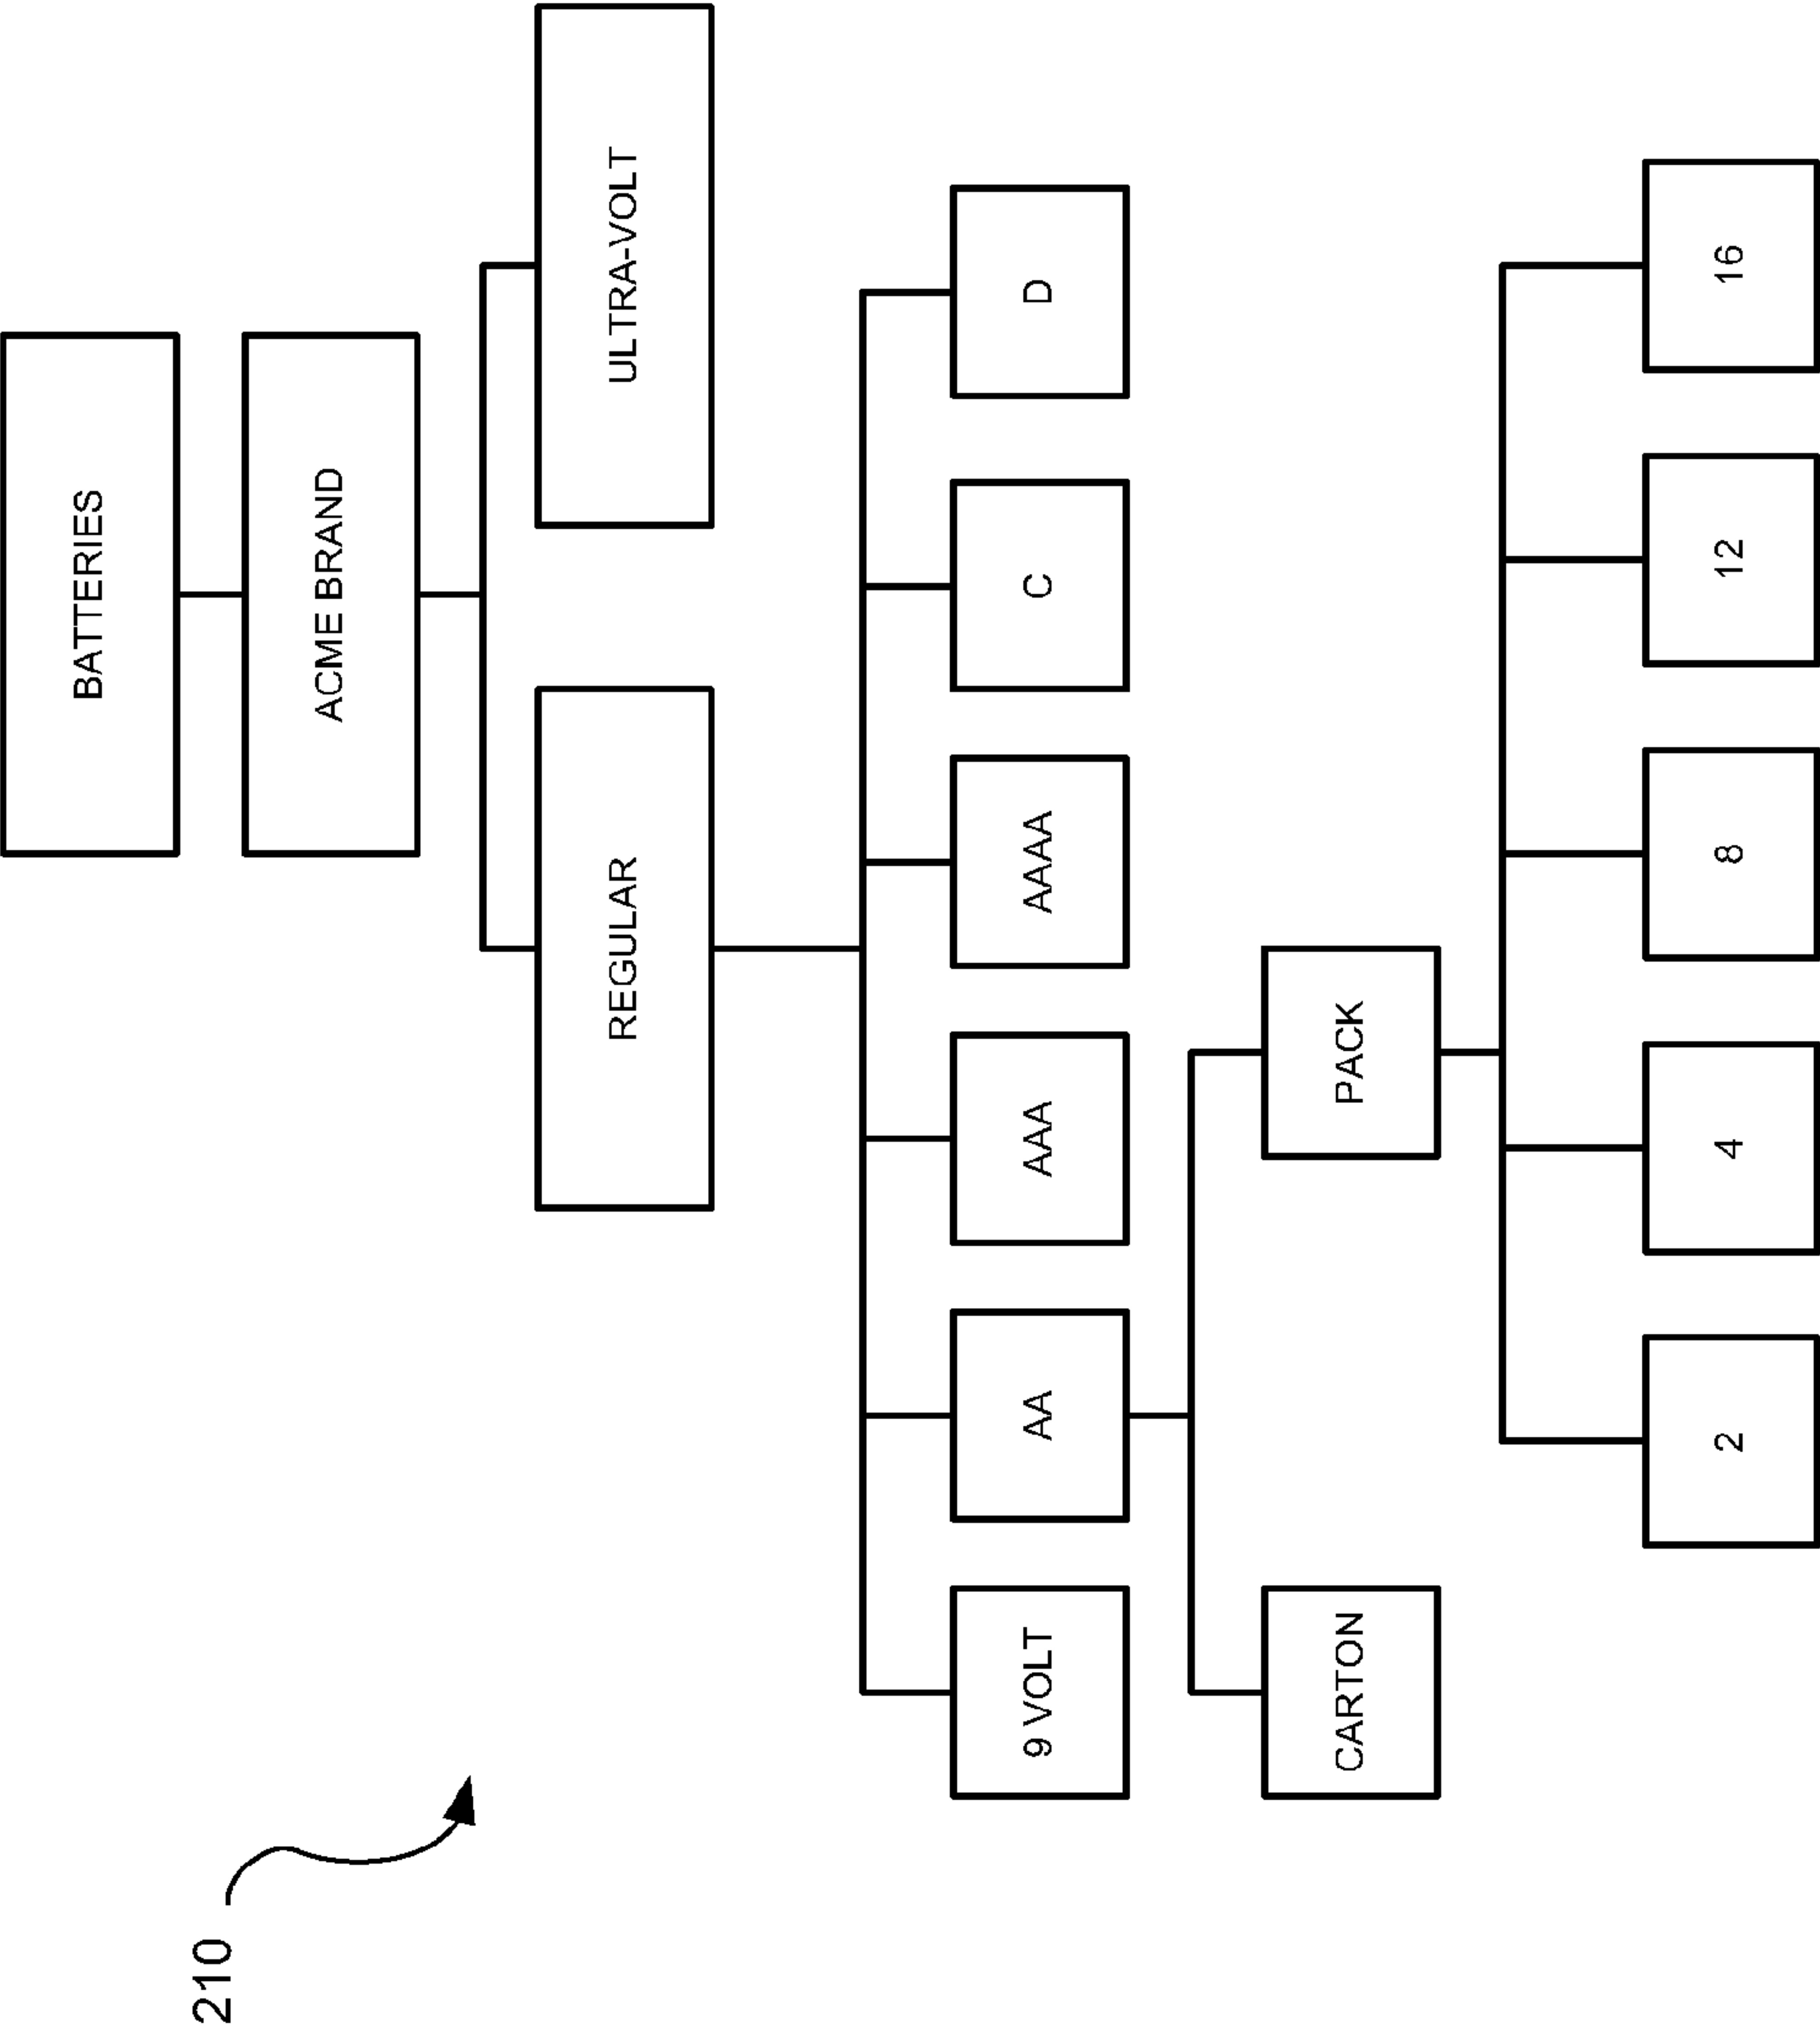 210
BATTERIES
ACME BRAND
REGULAR
ULTRA-VOLT
9 VOLT
AA
AAA
AAAA
C
D
CARTON
PACK
2
4
8
12
16